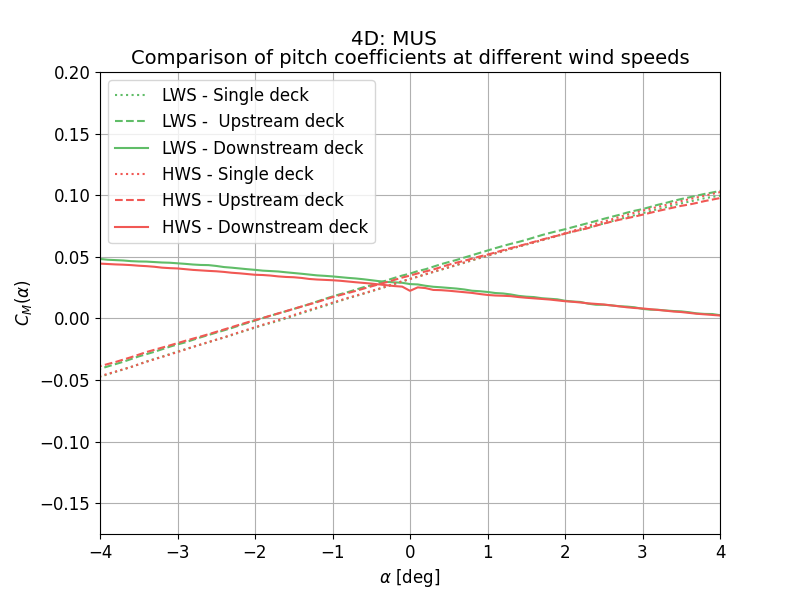 4D: MUS
Comparison of pitch coefficients at different wind speeds
0.20
0.15
0.10
0.05
0.00
−0.05
−0.10
−0.15
C_M(α)
LWS - Single deck
LWS -  Upstream deck
LWS - Downstream deck
HWS - Single deck
HWS - Upstream deck
HWS - Downstream deck
−4 −3 −2 −1 0 1 2 3 4
α [deg]